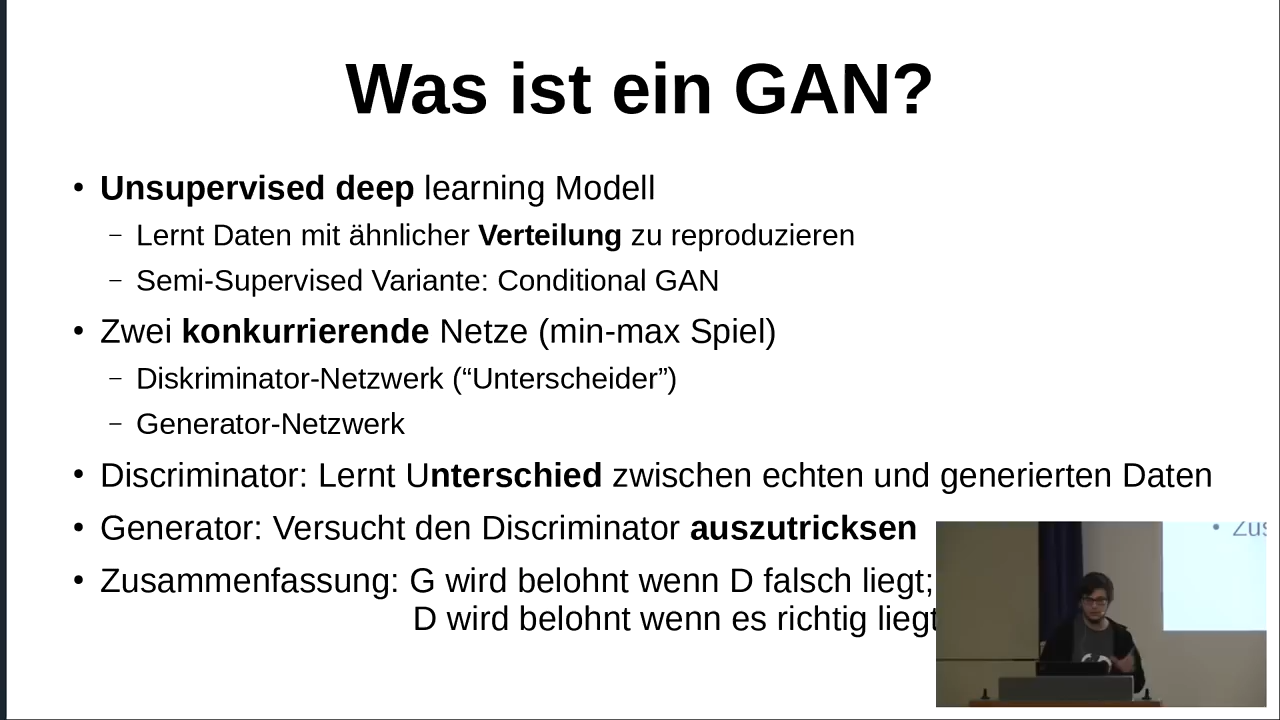 Was ist ein GAN?
• Unsupervised deep learning Modell
– Lernt Daten mit ähnlicher Verteilung zu reproduzieren
– Semi-Supervised Variante: Conditional GAN
• Zwei konkurrierende Netze (min-max Spiel)
– Diskriminator-Netzwerk (“Unterscheider”)
– Generator-Netzwerk
• Discriminator: Lernt Unterschied zwischen echten und generierten Daten
• Generator: Versucht den Discriminator auszutricksen
• Zusammenfassung: G wird belohnt wenn D falsch liegt;
D wird belohnt wenn es richtig liegt
• Zus